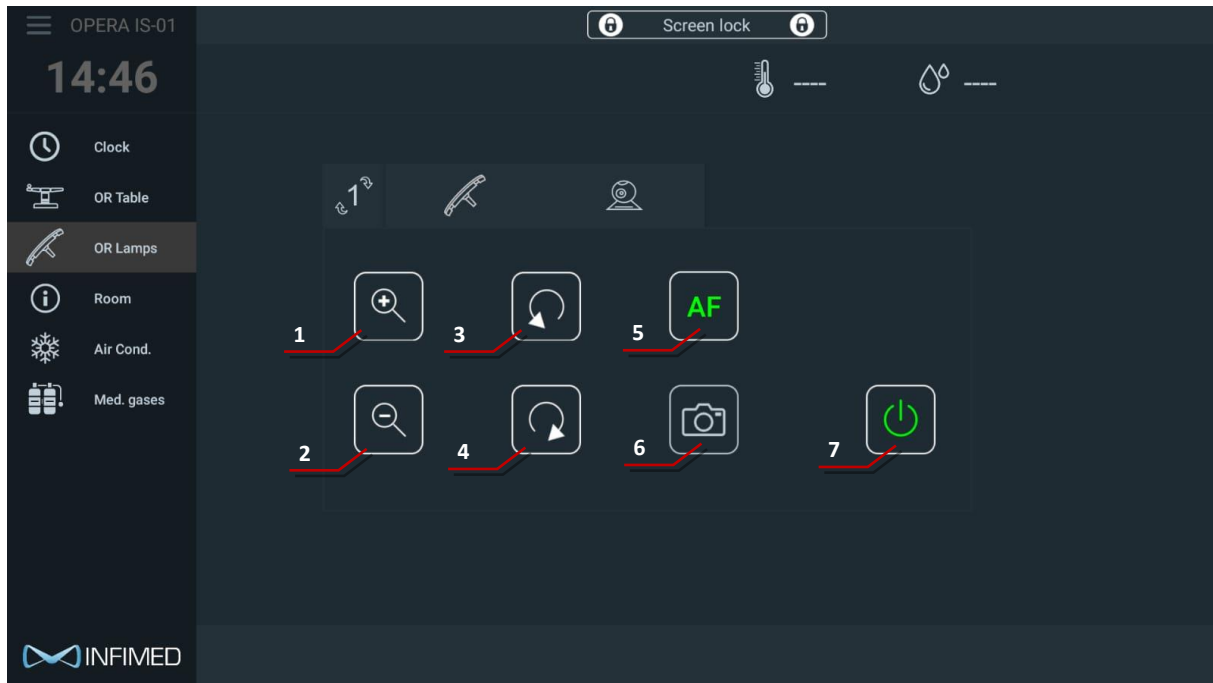 OPERA IS-01
Screen lock
14:46
----
----
Clock
OR Table
OR Lamps
Room
Air Cond.
Med. gases
1
1
2
3
4
5
AF
6
7
INFIMED